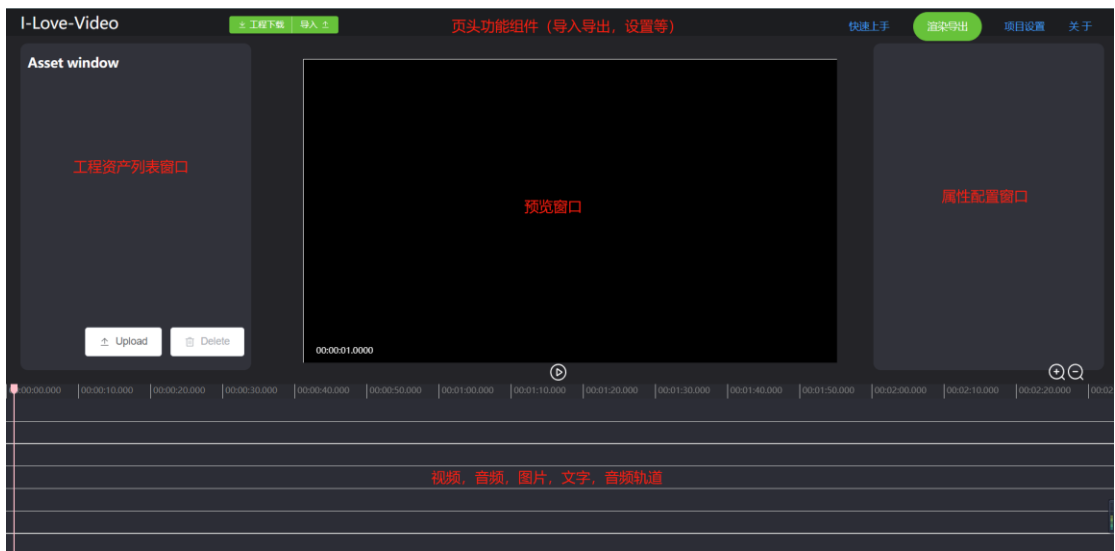 I-Love-Video
工程下载
导入
页头功能组件（导入导出，设置等）
快速上手
渲染导出
项目设置
关于
Asset window
工程资产列表窗口
预览窗口
属性配置窗口
Upload
Delete
00:00:01.0000
00:00:00.000 00:00:10.000 00:00:20.000 00:00:30.000 00:00:40.000 00:00:50.000 00:01:00.000 00:01:10.000 00:01:20.000 00:01:30.000 00:01:40.000 00:01:50.000 00:02:00.000 00:02:10.000 00:02:20.000 00:02
视频，音频，图片，文字，音频轨道